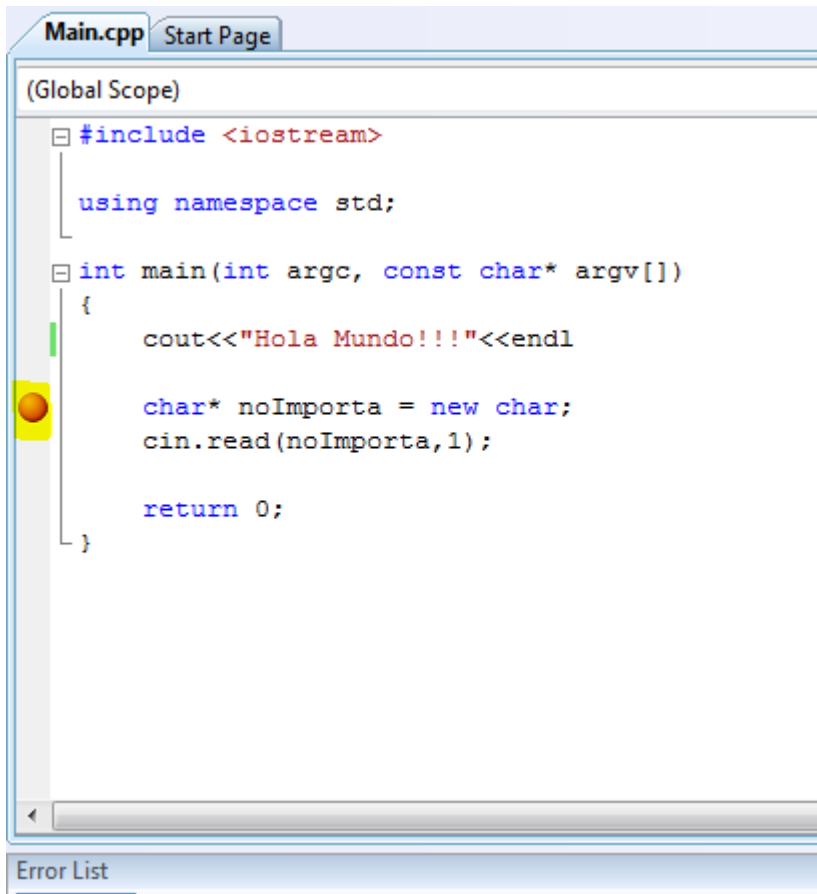 Main.cpp Start Page
(Global Scope)
#include <iostream>
using namespace std;
int main(int argc, const char* argv[])
{
cout<<"Hola Mundo!!!"<<endl
char* noImporta = new char;
cin.read(noImporta,1);
return 0;
}
Error List